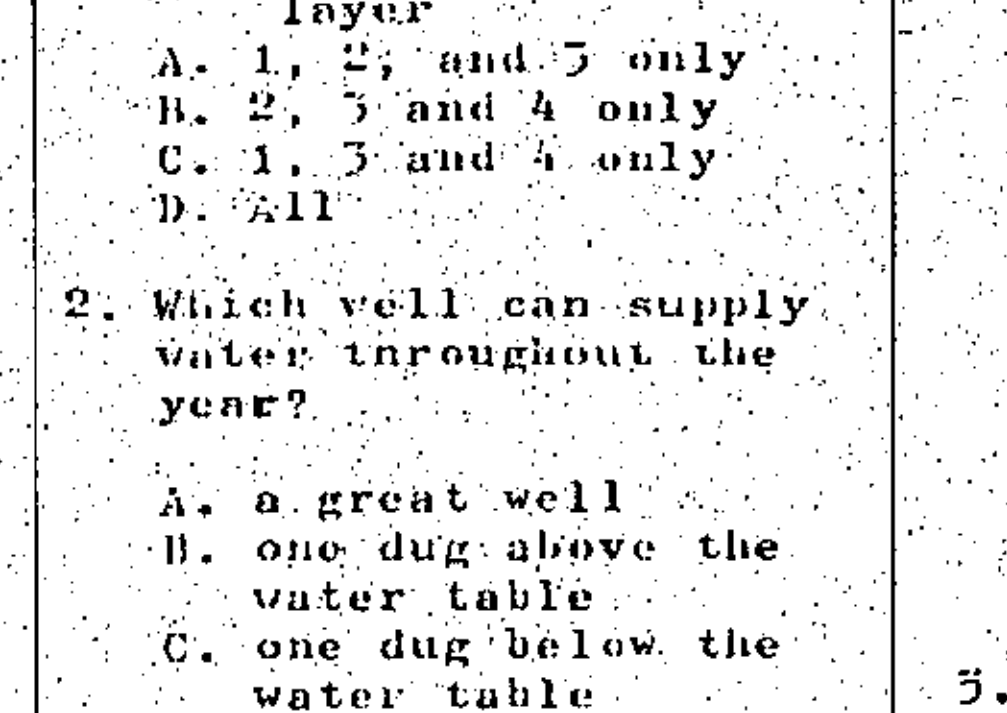 layer
A. 1, 2, and 3 only
B. 2, 3 and 4 only
C. 1, 3 and 4 only
D. All
2. Which well can supply
water throughout the
year?
A. a great well
B. one dug above the
water table
C. one dug below the
water table
3.